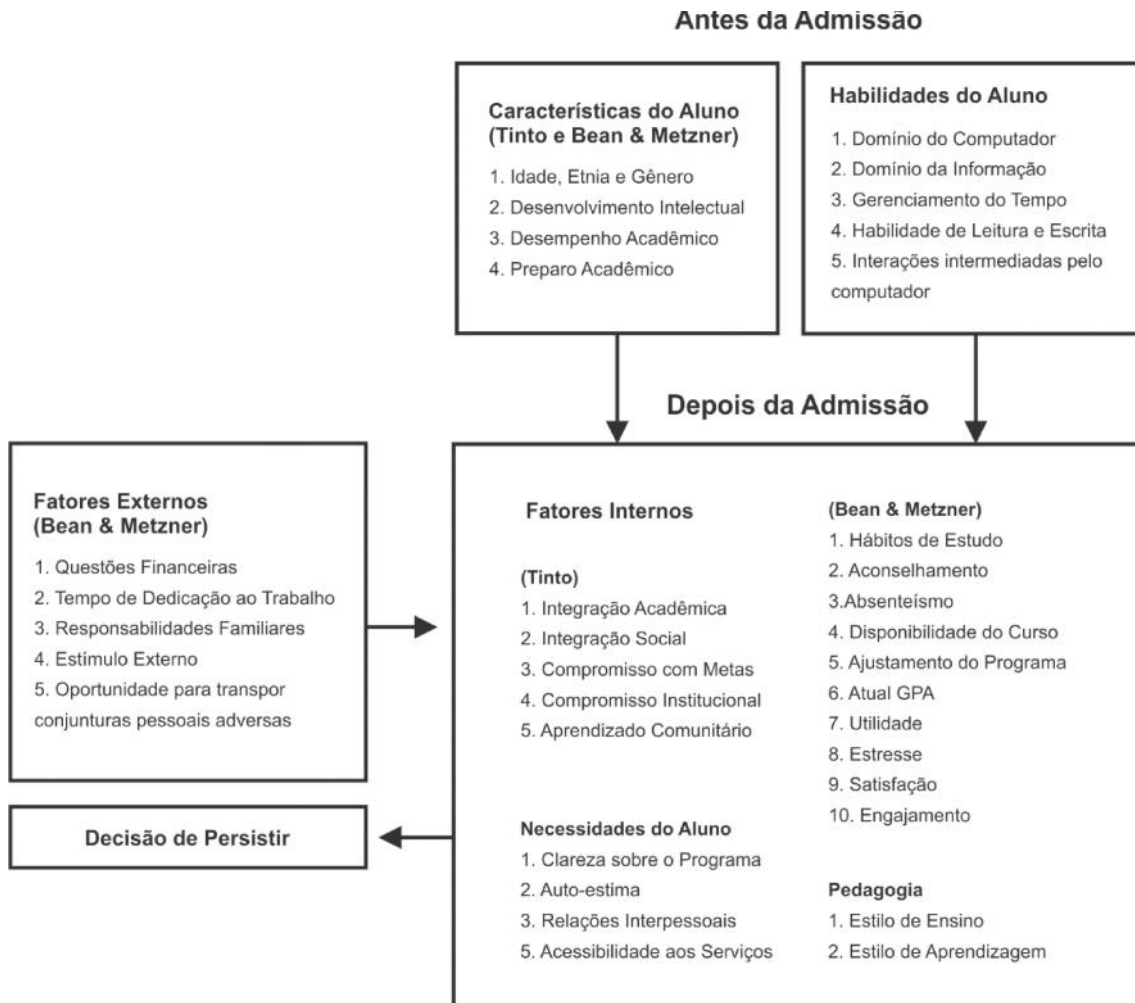 Antes da Admissão
Características do Aluno
(Tinto e Bean & Metzner)
1. Idade, Etnia e Gênero
2. Desenvolvimento Intelectual
3. Desempenho Acadêmico
4. Preparo Acadêmico
Habilidades do Aluno
1. Domínio do Computador
2. Domínio da Informação
3. Gerenciamento do Tempo
4. Habilidade de Leitura e Escrita
5. Interações intermediadas pelo
computador
Depois da Admissão
Fatores Externos
(Bean & Metzner)
1. Questões Financeiras
2. Tempo de Dedicação ao Trabalho
3. Responsabilidades Familiares
4. Estímulo Externo
5. Oportunidade para transpor
conjunturas pessoais adversas
Decisão de Persistir
Fatores Internos
(Tinto)
1. Integração Acadêmica
2. Integração Social
3. Compromisso com Metas
4. Compromisso Institucional
5. Aprendizado Comunitário
Necessidades do Aluno
1. Clareza sobre o Programa
2. Auto-estima
3. Relações Interpessoais
5. Acessibilidade aos Serviços
(Bean & Metzner)
1. Hábitos de Estudo
2. Aconselhamento
3.Absenteísmo
4. Disponibilidade do Curso
5. Ajustamento do Programa
6. Atual GPA
7. Utilidade
8. Estresse
9. Satisfação
10. Engajamento
Pedagogia
1. Estilo de Ensino
2. Estilo de Aprendizagem